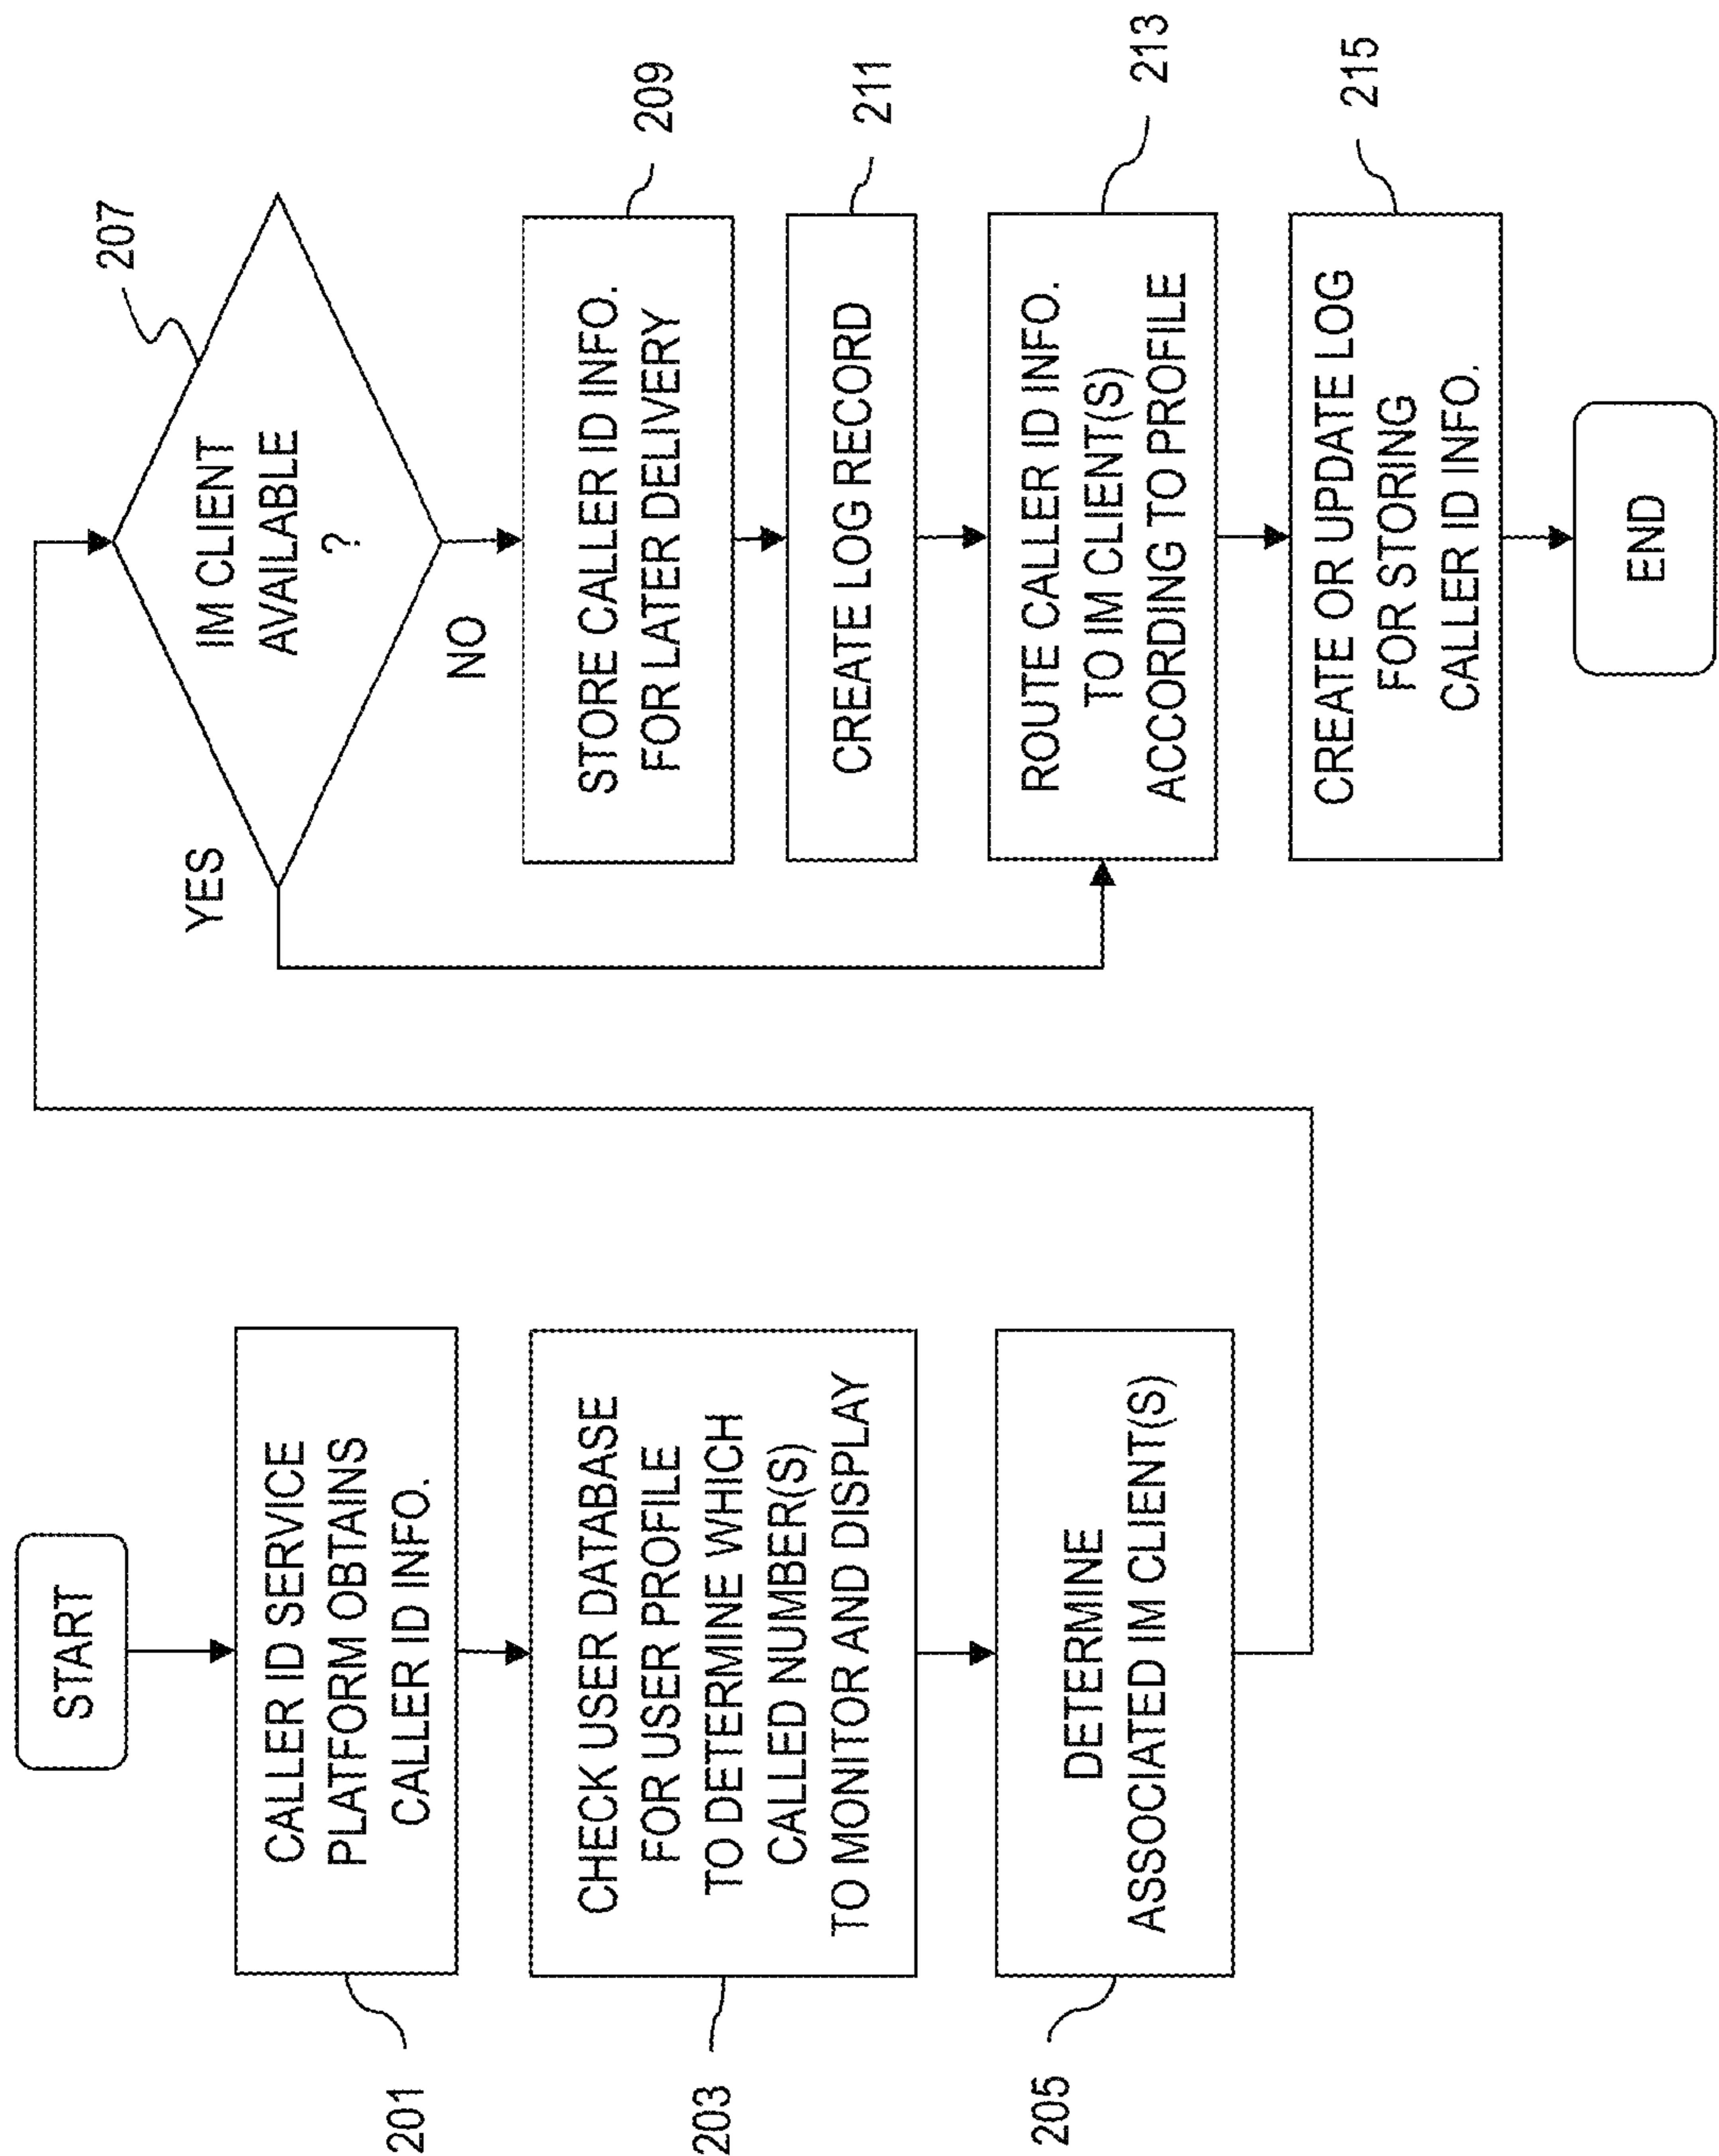 START
CALLER ID SERVICE
PLATFORM OBTAINS
CALLER ID INFO.
201
CHECK USER DATABASE
FOR USER PROFILE
TO DETERMINE WHICH
CALLED NUMBER(S)
TO MONITOR AND DISPLAY
203
DETERMINE
ASSOCIATED IM CLIENT(S)
205
IM CLIENT
AVAILABLE
?
207
YES
NO
STORE CALLER ID INFO.
FOR LATER DELIVERY
209
CREATE LOG RECORD
211
ROUTE CALLER ID INFO.
TO IM CLIENT(S)
ACCORDING TO PROFILE
213
CREATE OR UPDATE LOG
FOR STORING
CALLER ID INFO.
215
END